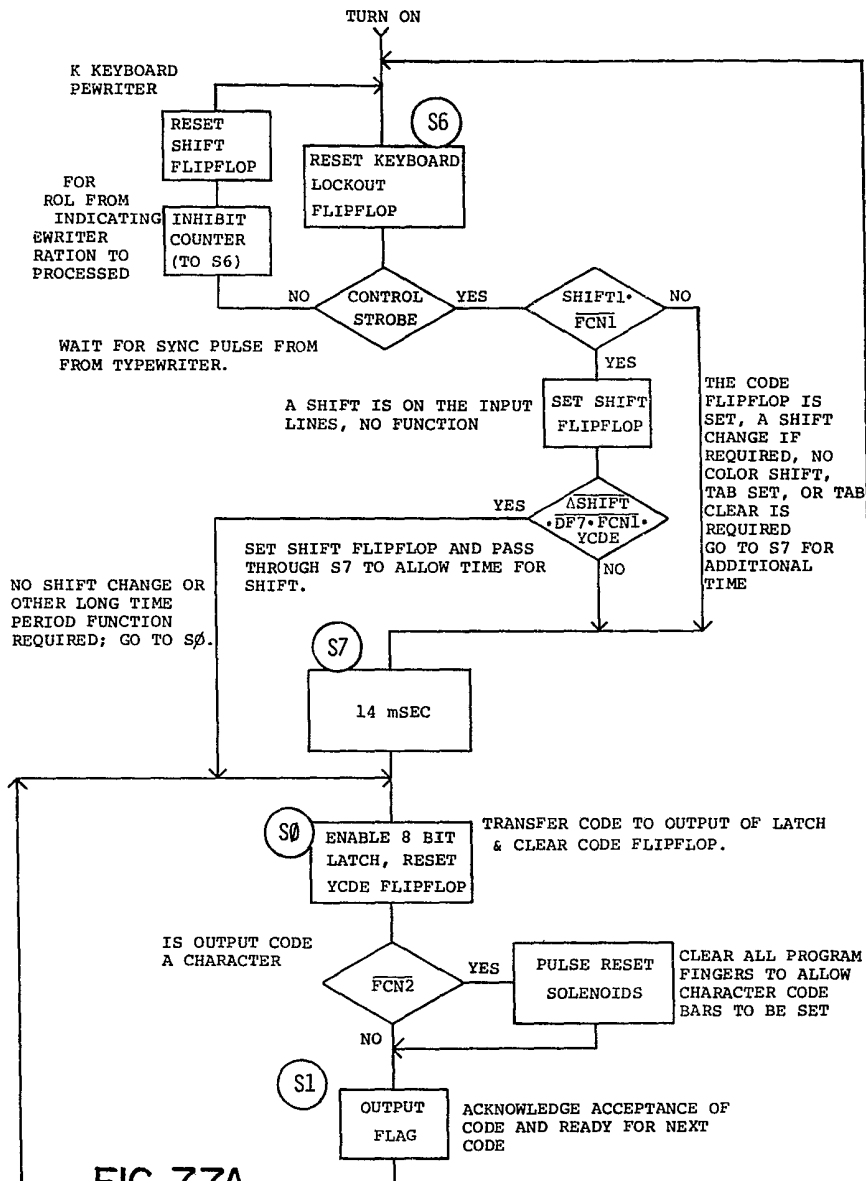 TURN ON
K KEYBOARD
PEWRITER
RESET
SHIFT
FLIPFLOP
S6
RESET KEYBOARD
LOCKOUT
FLIPFLOP
FOR
ROL FROM
INDICATING
EWRITER
RATION TO
PROCESSED
INHIBIT
COUNTER
(TO S6)
NO
CONTROL
STROBE
YES
SHIFT1•
F̅C̅N̅1̅
NO
WAIT FOR SYNC PULSE FROM
FROM TYPEWRITER.
YES
A SHIFT IS ON THE INPUT
LINES, NO FUNCTION
SET SHIFT
FLIPFLOP
THE CODE
FLIPFLOP IS
SET, A SHIFT
CHANGE IF
REQUIRED, NO
COLOR SHIFT,
TAB SET, OR TAB
CLEAR IS
REQUIRED
GO TO S7 FOR
ADDITIONAL
TIME
YES
Δ̅S̅H̅I̅F̅T̅
•D̅F̅7̅•F̅C̅N̅1̅•
YCDE
NO
SET SHIFT FLIPFLOP AND PASS
THROUGH S7 TO ALLOW TIME FOR
SHIFT.
NO SHIFT CHANGE OR
OTHER LONG TIME
PERIOD FUNCTION
REQUIRED; GO TO SØ.
S7
14 mSEC
SØ
ENABLE 8 BIT
LATCH, RESET
YCDE FLIPFLOP
TRANSFER CODE TO OUTPUT OF LATCH
& CLEAR CODE FLIPFLOP.
IS OUTPUT CODE
A CHARACTER
F̅C̅N̅2̅
YES
PULSE RESET
SOLENOIDS
CLEAR ALL PROGRAM
FINGERS TO ALLOW
CHARACTER CODE
BARS TO BE SET
NO
S1
OUTPUT
FLAG
ACKNOWLEDGE ACCEPTANCE OF
CODE AND READY FOR NEXT
CODE
FIG. 77A